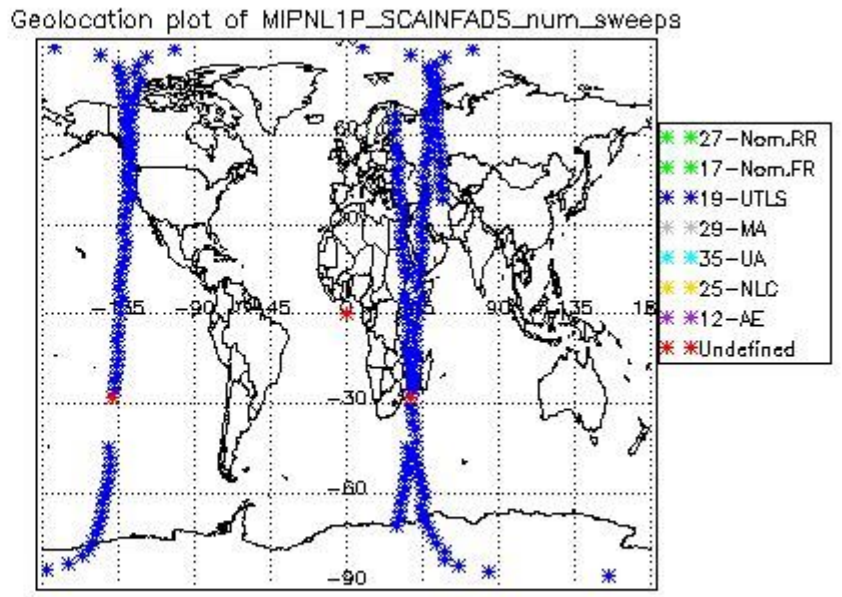 Geolocation plot of MIPNL1P_SCAINFADS_num_sweeps
27-Nom.RR
17-Nom.FR
19-UTLS
29-MA
35-UA
25-NLC
12-AE
Undefined
60
-135 -90 -45 90 135
-30
-60
-90